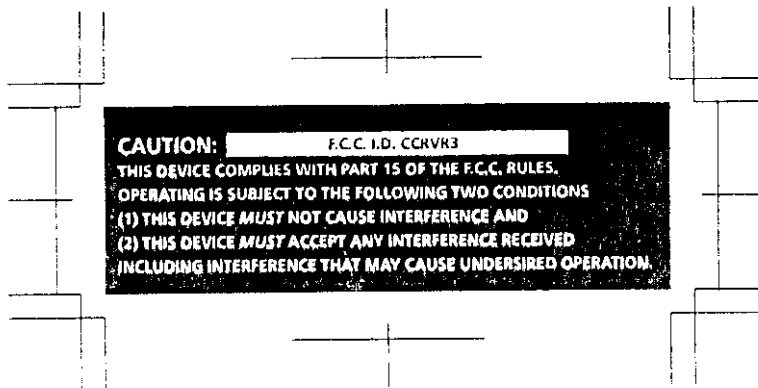 CAUTION: F.C.C. I.D. CCRVR3
THIS DEVICE COMPLIES WITH PART 15 OF THE F.C.C. RULES.
OPERATING IS SUBJECT TO THE FOLLOWING TWO CONDITIONS
(1) THIS DEVICE MUST NOT CAUSE INTERFERENCE AND
(2) THIS DEVICE MUST ACCEPT ANY INTERFERENCE RECEIVED
INCLUDING INTERFERENCE THAT MAY CAUSE UNDERSIRED OPERATION.